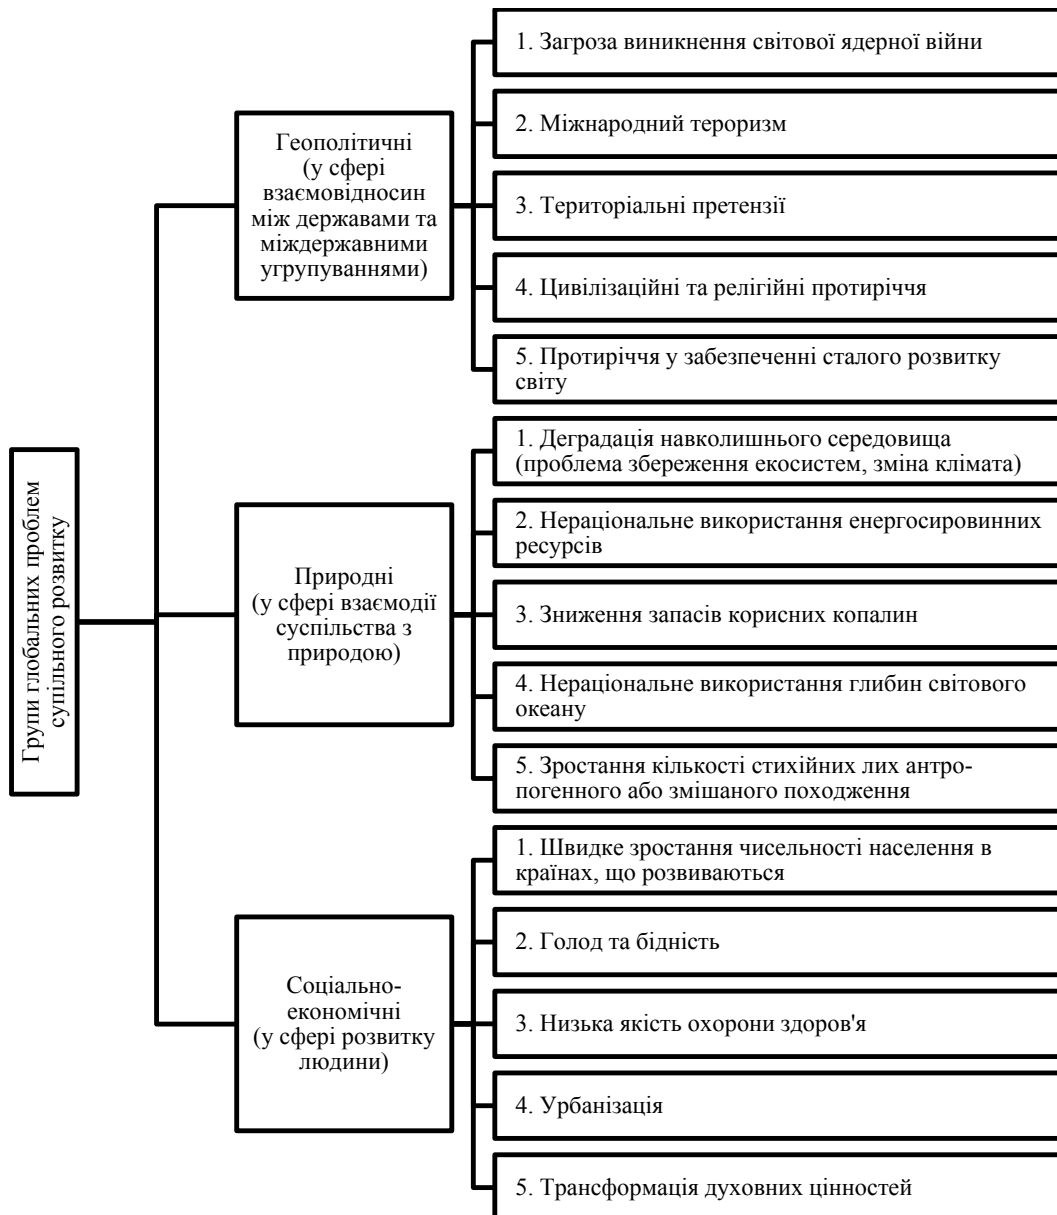 Групи глобальних проблем
супільного розвитку
Геополітичні
(у сфері
взаємовідносин
між державами та
міждержавними
угрупуваннями)
1. Загроза виникнення світової ядерної війни
2. Міжнародний тероризм
3. Територіальні претензії
4. Цивілізаційні та релігійні протиріччя
5. Протиріччя у забезпеченні сталого розвитку
світу
Природні
(у сфері взаємодії
суспільства з
природою)
1. Деградація навколишнього середовища
(проблема збереження екосистем, зміна клімата)
2. Нераціональне використання енергосировинних
ресурсів
3. Зниження запасів корисних копалин
4. Нераціональне використання глибин світового
океану
5. Зростання кількості стихійних лих антро-
погенного або змішаного походження
Соціально-
економічні
(у сфері розвитку
людини)
1. Швидке зростання чисельності населення в
країнах, що розвиваються
2. Голод та бідність
3. Низька якість охорони здоров'я
4. Урбанізація
5. Трансформація духовних цінностей